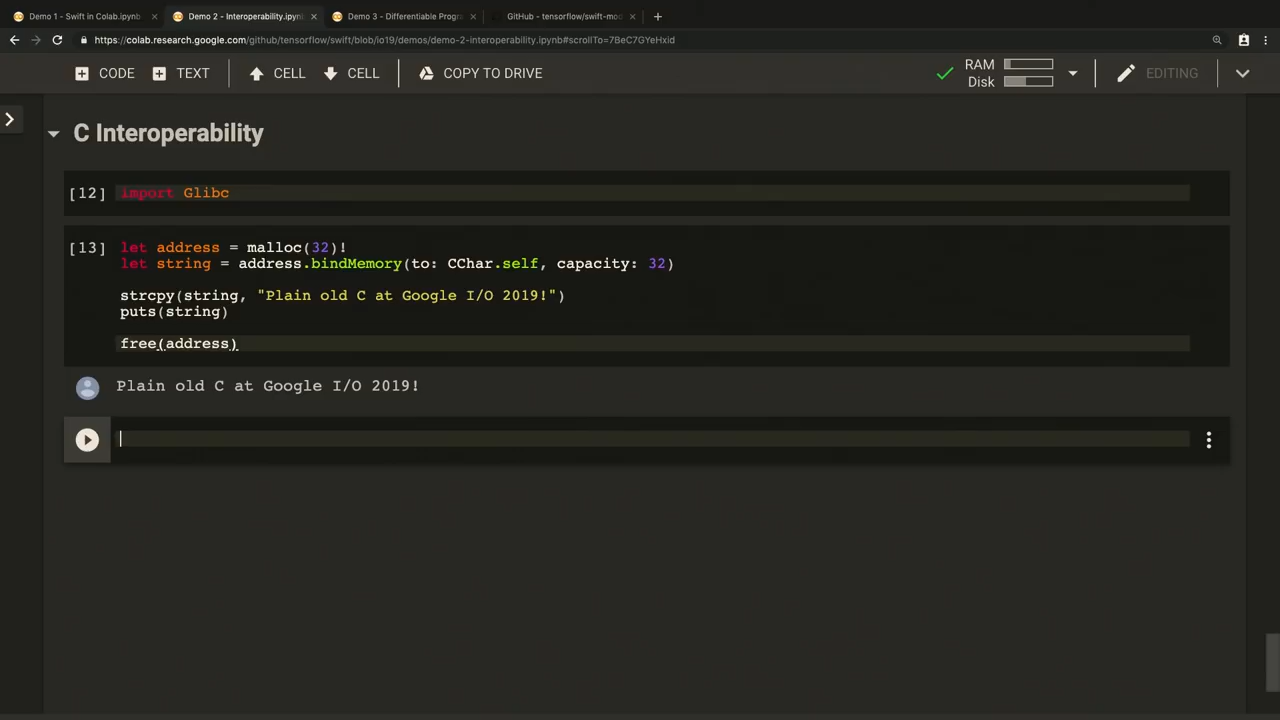 Demo 1 - Swift in Colab.ipynb
Demo 2 - Interoperability.ipyn
Demo 3 - Differentiable Progra
GitHub - tensorflow/swift-mod
https://colab.research.google.com/github/tensorflow/swift/blob/io19/demos/demo-2-interoperability.ipynb#scrollTo=7BeC7GYeHxid
CODE TEXT CELL CELL COPY TO DRIVE RAM Disk EDITING
C Interoperability
[12] import Glibc
[13] let address = malloc(32)!
let string = address.bindMemory(to: CChar.self, capacity: 32)
strcpy(string, "Plain old C at Google I/O 2019!")
puts(string)
free(address)
Plain old C at Google I/O 2019!